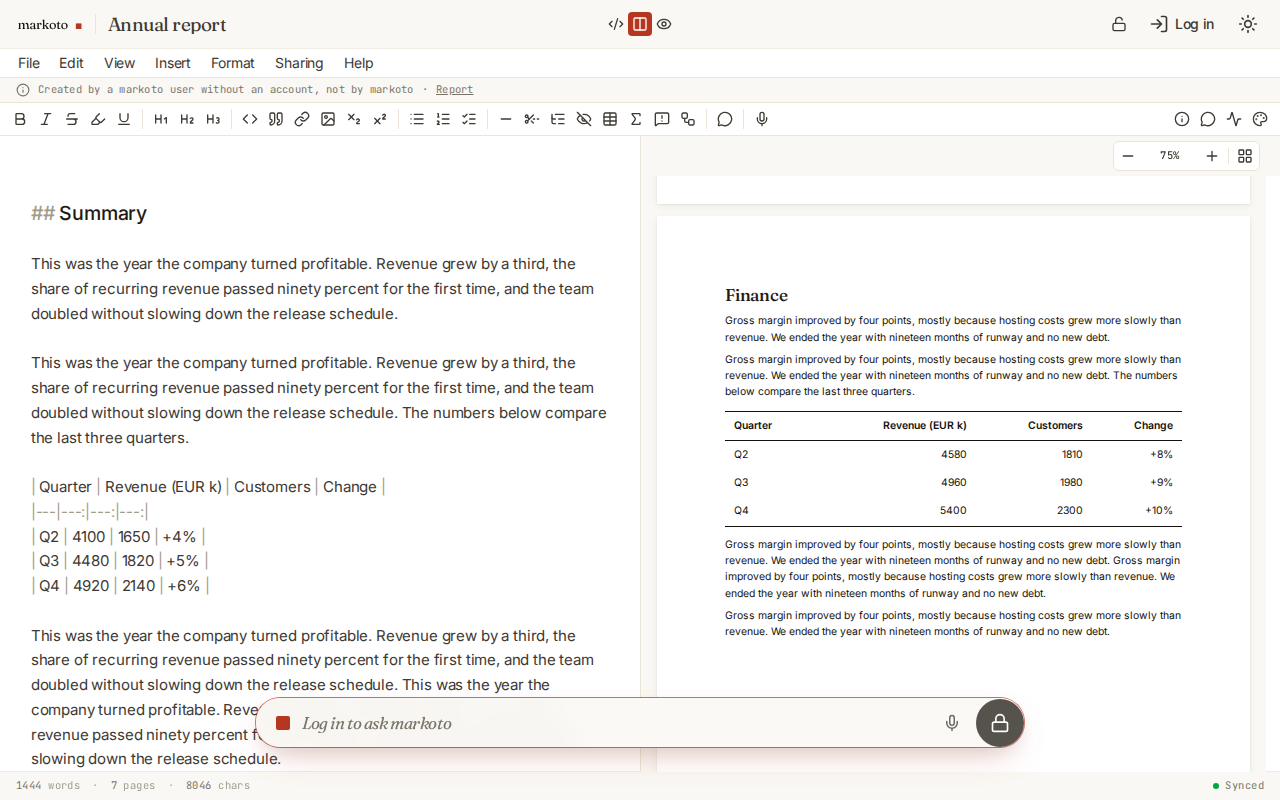 markoto
Annual report
Log in
File Edit View Insert Format Sharing Help
Created by a markoto user without an account, not by markoto · Report
H1 H2 H3
75%
## Summary
This was the year the company turned profitable. Revenue grew by a third, the
share of recurring revenue passed ninety percent for the first time, and the team
doubled without slowing down the release schedule.
This was the year the company turned profitable. Revenue grew by a third, the
share of recurring revenue passed ninety percent for the first time, and the team
doubled without slowing down the release schedule. The numbers below compare
the last three quarters.
| Quarter | Revenue (EUR k) | Customers | Change |
|---|---:|---:|---:|
| Q2 | 4100 | 1650 | +4% |
| Q3 | 4480 | 1820 | +5% |
| Q4 | 4920 | 2140 | +6% |
This was the year the company turned profitable. Revenue grew by a third, the
share of recurring revenue passed ninety percent for the first time, and the team
doubled without slowing down the release schedule. This was the year the
company turned profitable.
revenue passed ninety percent
slowing down the release schedule.
Finance
Gross margin improved by four points, mostly because hosting costs grew more slowly than
revenue. We ended the year with nineteen months of runway and no new debt.
Gross margin improved by four points, mostly because hosting costs grew more slowly than
revenue. We ended the year with nineteen months of runway and no new debt. The numbers
below compare the last three quarters.
Quarter Revenue (EUR k) Customers Change
Q2 4580 1810 +8%
Q3 4960 1980 +9%
Q4 5400 2300 +10%
Gross margin improved by four points, mostly because hosting costs grew more slowly than
revenue. We ended the year with nineteen months of runway and no new debt. Gross margin
improved by four points, mostly because hosting costs grew more slowly than revenue. We
ended the year with nineteen months of runway and no new debt.
Gross margin improved by four points, mostly because hosting costs grew more slowly than
revenue. We ended the year with nineteen months of runway and no new debt.
Log in to ask markoto
1444 words · 7 pages · 8046 chars
Synced